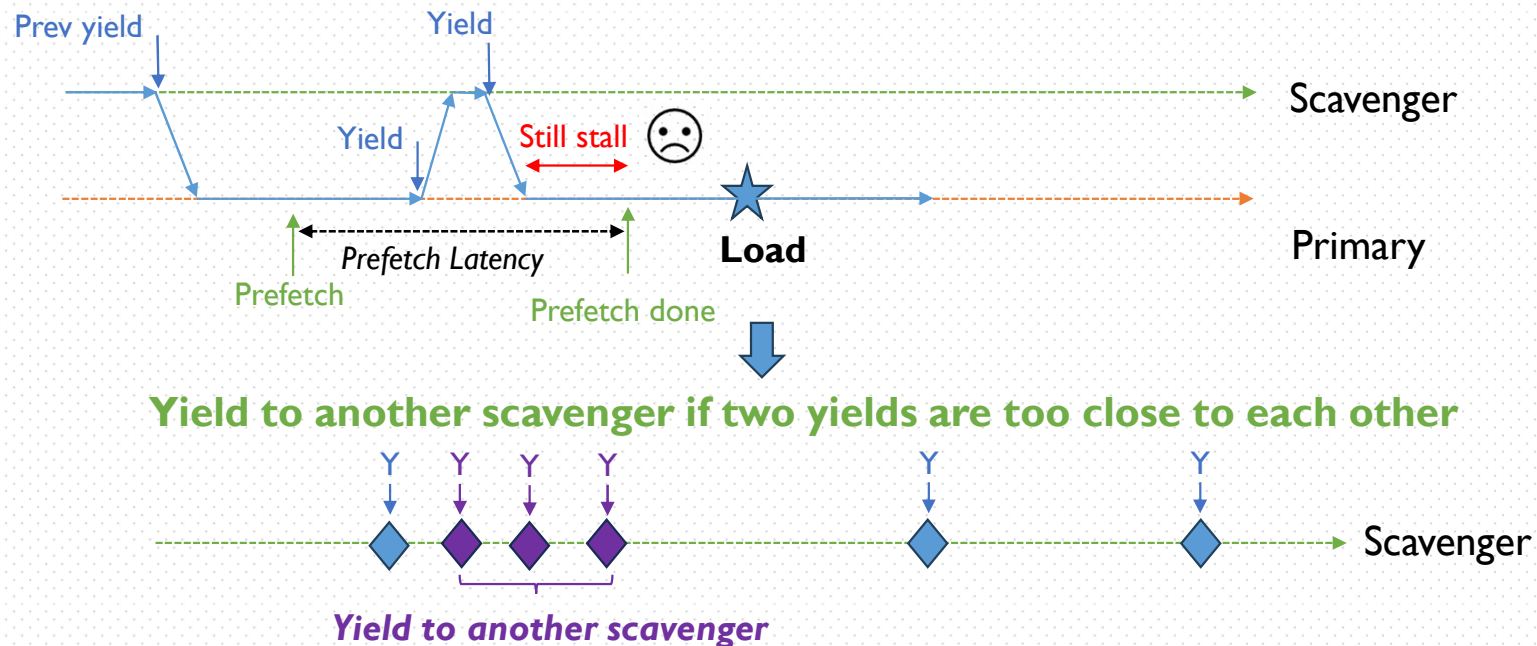 Prev yield
Yield
Scavenger
Yield
Still stall
Prefetch Latency
Load
Primary
Prefetch
Prefetch done
Yield to another scavenger if two yields are too close to each other
Y Y Y Y Y Y
Scavenger
Yield to another scavenger